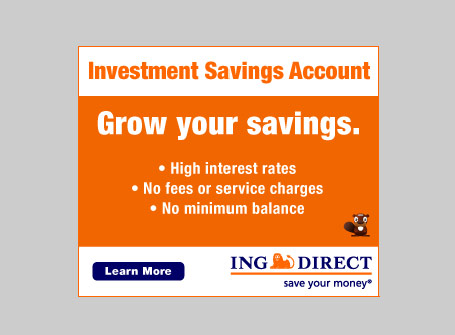 Investment Savings Account
Grow your savings.
• High interest rates
• No fees or service charges
• No minimum balance
Learn More
ING DIRECT
save your money®